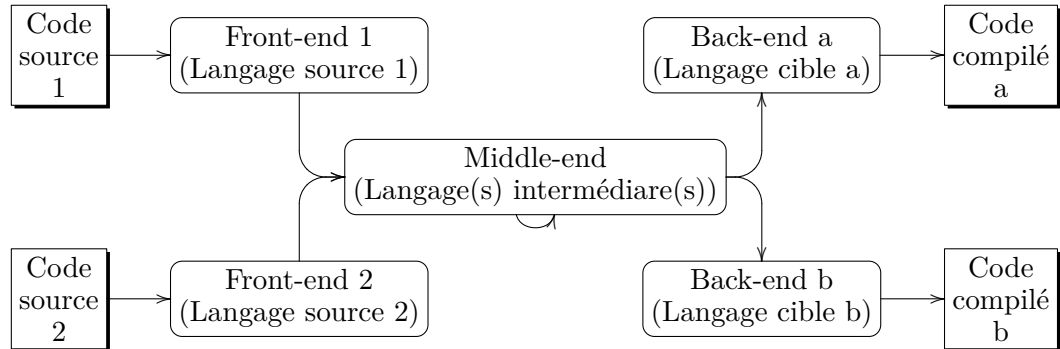 Code
source
1
Front-end 1
(Langage source 1)
Back-end a
(Langage cible a)
Code
compilé
a
Middle-end
(Langage(s) intermédiare(s))
Code
source
2
Front-end 2
(Langage source 2)
Back-end b
(Langage cible b)
Code
compilé
b